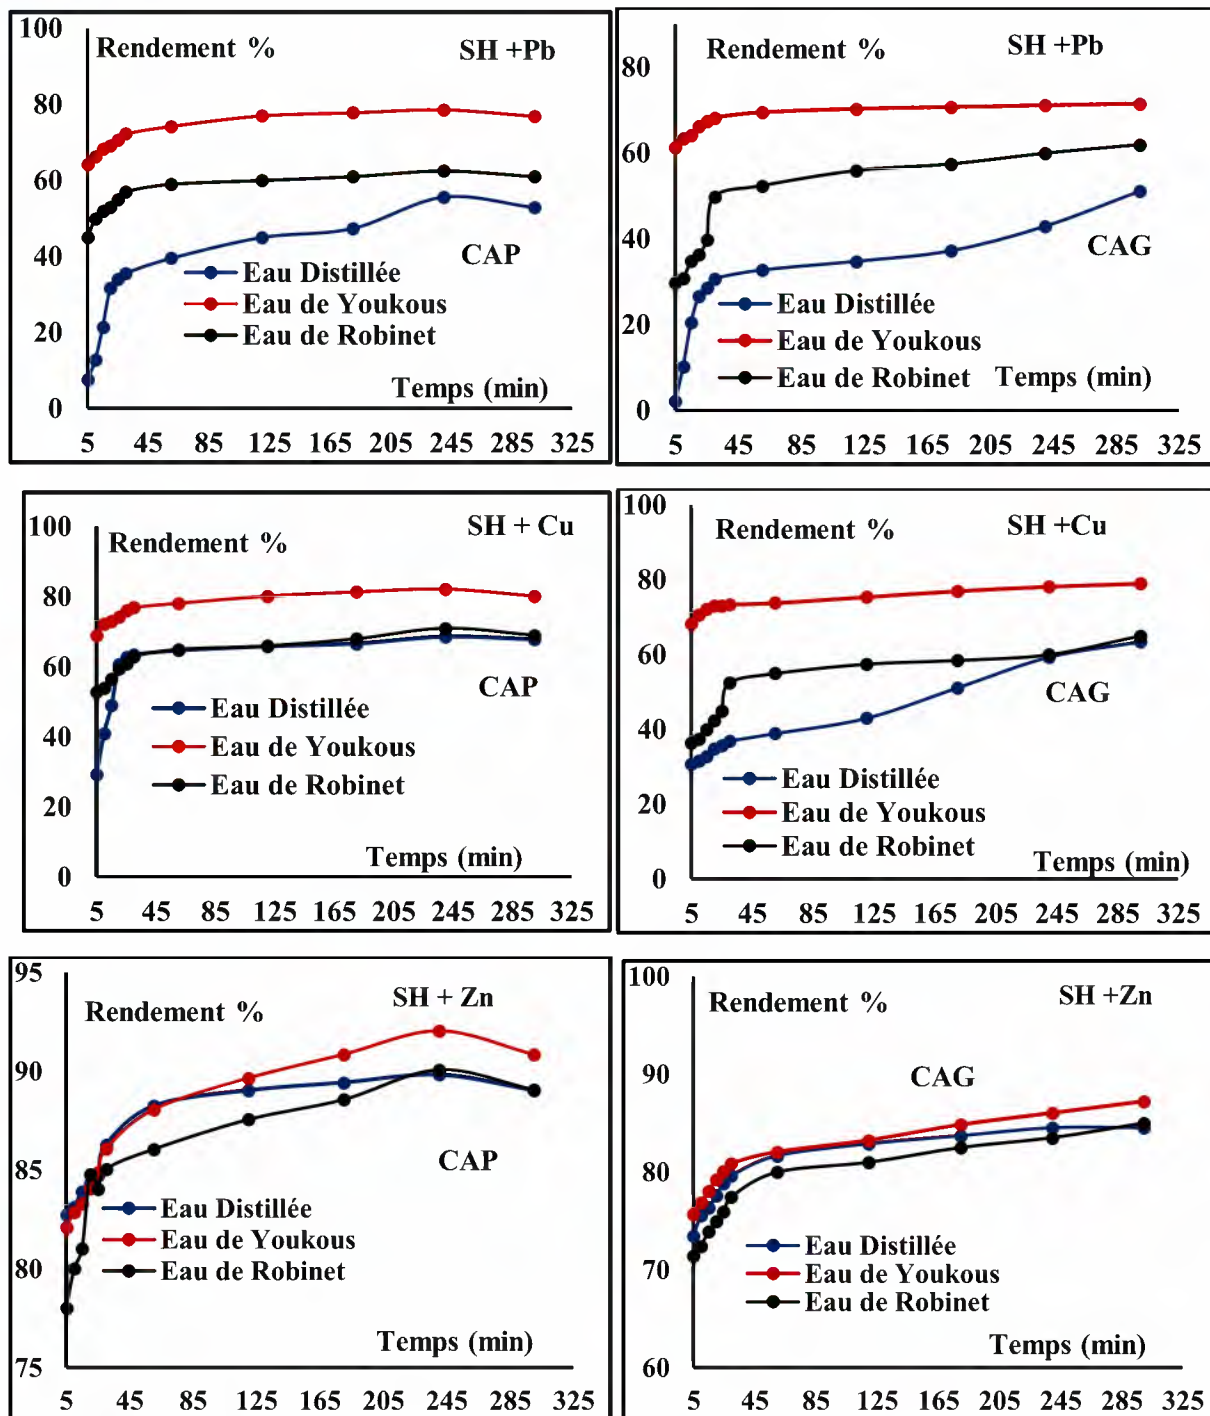 100
Rendement %
SH +Pb
80
60
40
20
0
CAP
Eau Distillée
Eau de Youkous
Eau de Robinet
Temps (min)
5 45 85 125 165 205 245 285 325
Rendement %
SH +Pb
80
60
40
20
0
CAG
Eau Distillée
Eau de Youkous
Eau de Robinet
Temps (min)
5 45 85 125 165 205 245 285 325
100
Rendement %
SH + Cu
80
60
40
20
0
CAP
Eau Distillée
Eau de Youkous
Eau de Robinet
Temps (min)
5 45 85 125 165 205 245 285 325
100
Rendement %
SH +Cu
80
60
40
20
0
CAG
Eau Distillée
Eau de Youkous
Eau de Robinet
Temps (min)
5 45 85 125 165 205 245 285 325
95
Rendement %
SH + Zn
90
85
80
75
CAP
Eau Distillée
Eau de Youkous
Eau de Robinet
Temps (min)
5 45 85 125 165 205 245 285 325
100
Rendement %
SH +Zn
90
80
70
60
CAG
Eau Distillée
Eau de Youkous
Eau de Robinet
Temps (min)
5 45 85 125 165 205 245 285 325